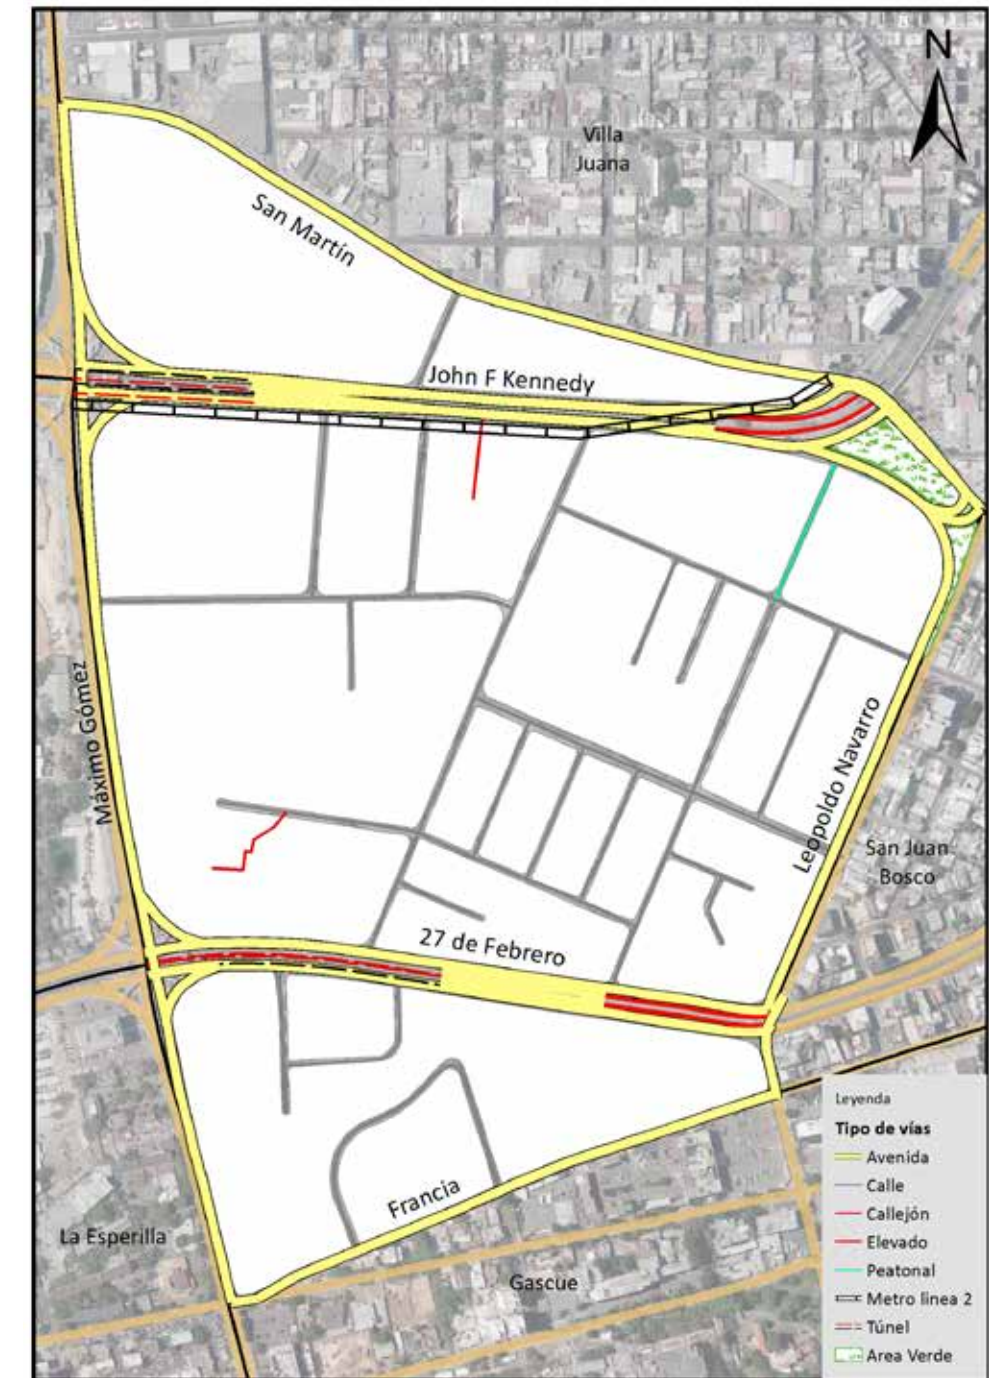 N
Villa
Juana
San Martín
John F Kennedy
Máximo Gómez
Leopoldo Navarro
San Juan
Bosco
27 de Febrero
Francia
La Esperilla
Gascue
Leyenda
Tipo de vías
Avenida
Calle
Callejón
Elevado
Peatonal
Metro linea 2
Túnel
Area Verde